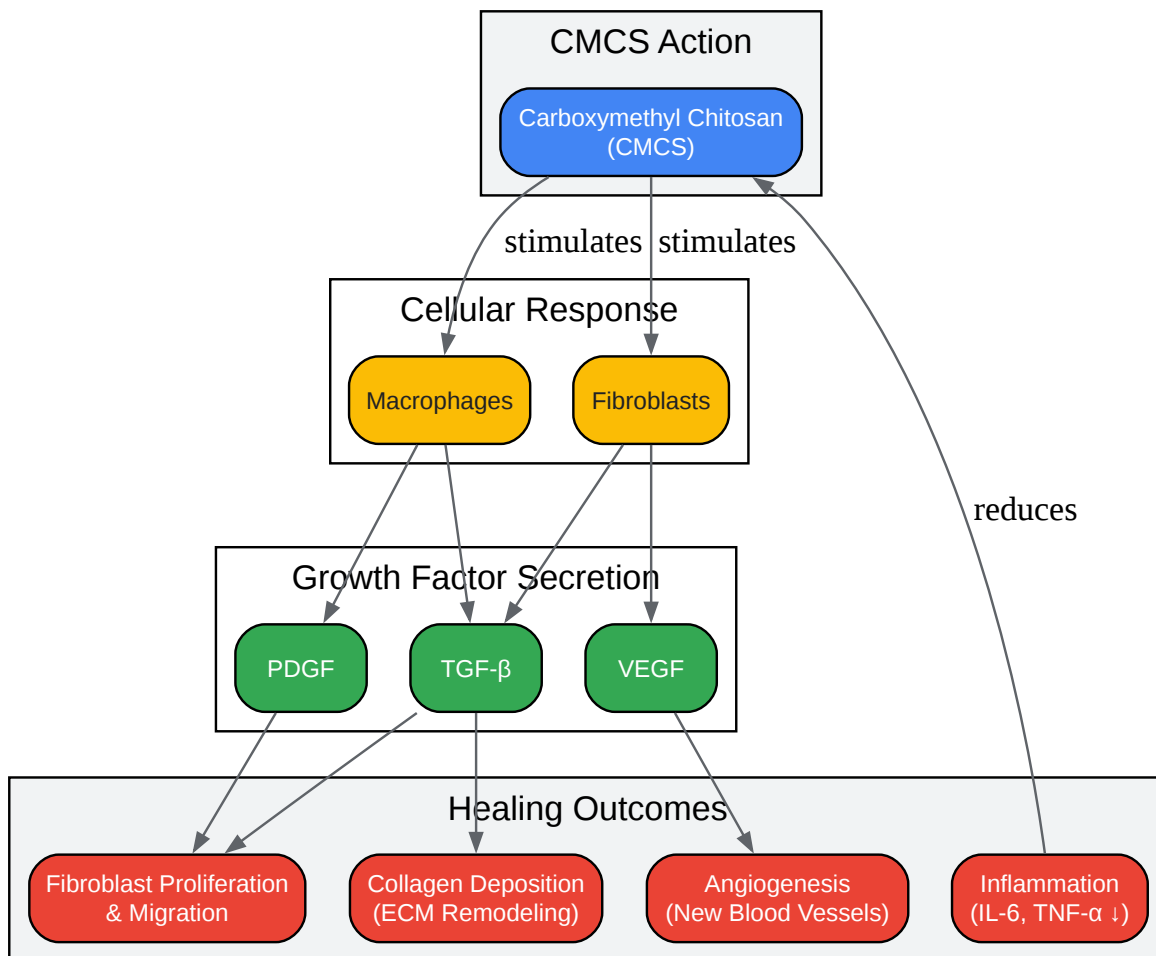 CMCS Action
Carboxymethyl Chitosan
(CMCS)
stimulates
stimulates
Cellular Response
Macrophages
Fibroblasts
reduces
Growth Factor Secretion
PDGF
TGF-β
VEGF
Healing Outcomes
Fibroblast Proliferation
& Migration
Collagen Deposition
(ECM Remodeling)
Angiogenesis
(New Blood Vessels)
Inflammation
(IL-6, TNF-α ↓)